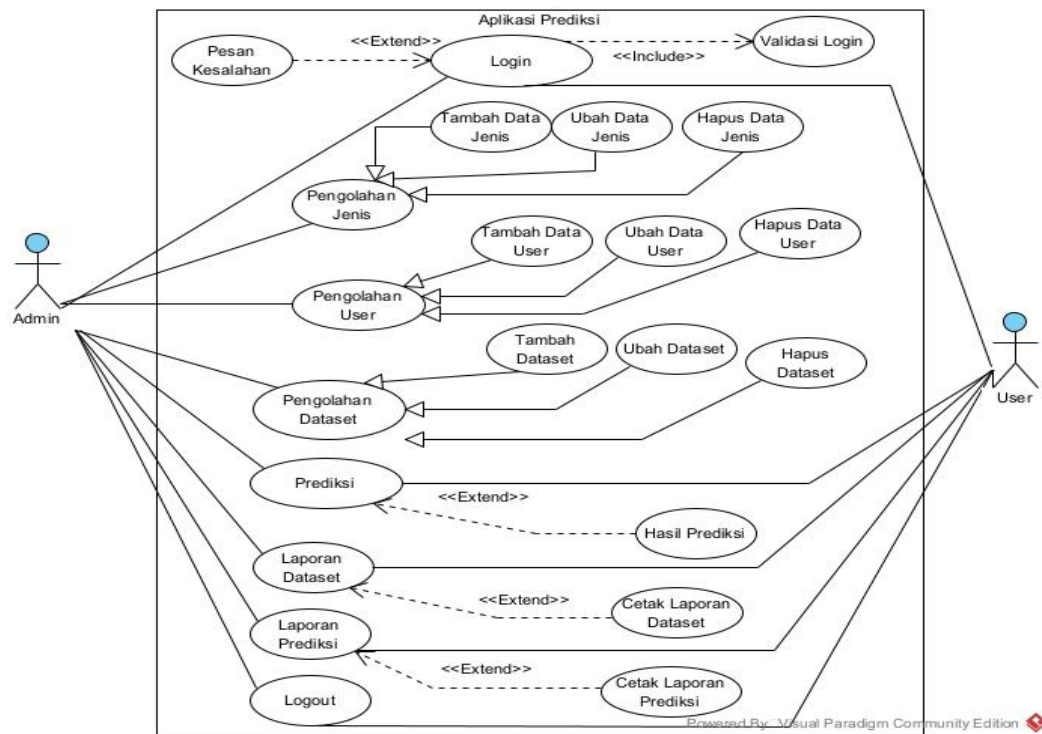 Aplikasi Prediksi
Pesan
Kesalahan
<<Extend>>
Login
<<Include>>
Validasi Login
Tambah Data
Jenis
Ubah Data
Jenis
Hapus Data
Jenis
Pengolahan
Jenis
Tambah Data
User
Ubah Data
User
Hapus Data
User
Admin
Pengolahan
User
Tambah
Dataset
Ubah Dataset
Hapus
Dataset
User
Pengolahan
Dataset
Prediksi
<<Extend>>
Hasil Prediksi
Laporan
Dataset
<<Extend>>
Cetak Laporan
Dataset
Laporan
Prediksi
<<Extend>>
Cetak Laporan
Prediksi
Logout
Powered By Visual Paradigm Community Edition